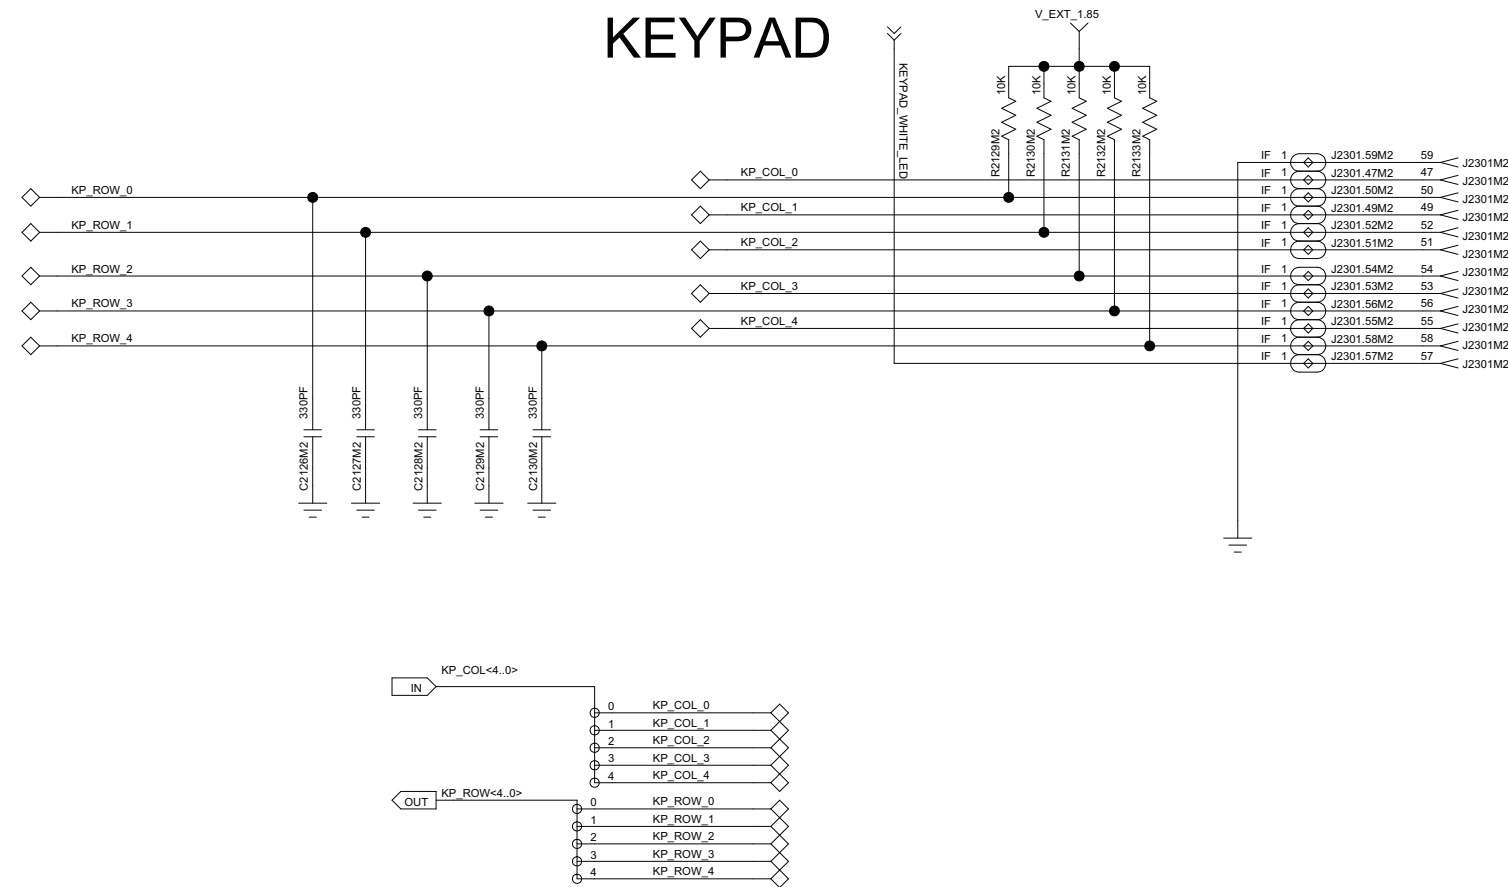 KEYPAD
V_EXT_1.85
KEYPAD_WHITE_LED
10K
10K
10K
10K
10K
R2129M2
R2130M2
R2131M2
R2132M2
R2133M2
IF 1 J2301.59M2 59 J2301M2
KP_COL_0 IF 1 J2301.47M2 47 J2301M2
KP_ROW_0 IF 1 J2301.50M2 50 J2301M2
KP_COL_1 IF 1 J2301.49M2 49 J2301M2
KP_ROW_1 IF 1 J2301.52M2 52 J2301M2
KP_COL_2 IF 1 J2301.51M2 51 J2301M2
KP_ROW_2 IF 1 J2301.54M2 54 J2301M2
KP_COL_3 IF 1 J2301.53M2 53 J2301M2
KP_ROW_3 IF 1 J2301.56M2 56 J2301M2
KP_COL_4 IF 1 J2301.55M2 55 J2301M2
KP_ROW_4 IF 1 J2301.58M2 58 J2301M2
IF 1 J2301.57M2 57 J2301M2
330PF
330PF
330PF
330PF
330PF
C2126M2
C2127M2
C2128M2
C2129M2
C2130M2
IN KP_COL<4..0>
0 KP_COL_0
1 KP_COL_1
2 KP_COL_2
3 KP_COL_3
4 KP_COL_4
OUT KP_ROW<4..0>
0 KP_ROW_0
1 KP_ROW_1
2 KP_ROW_2
3 KP_ROW_3
4 KP_ROW_4